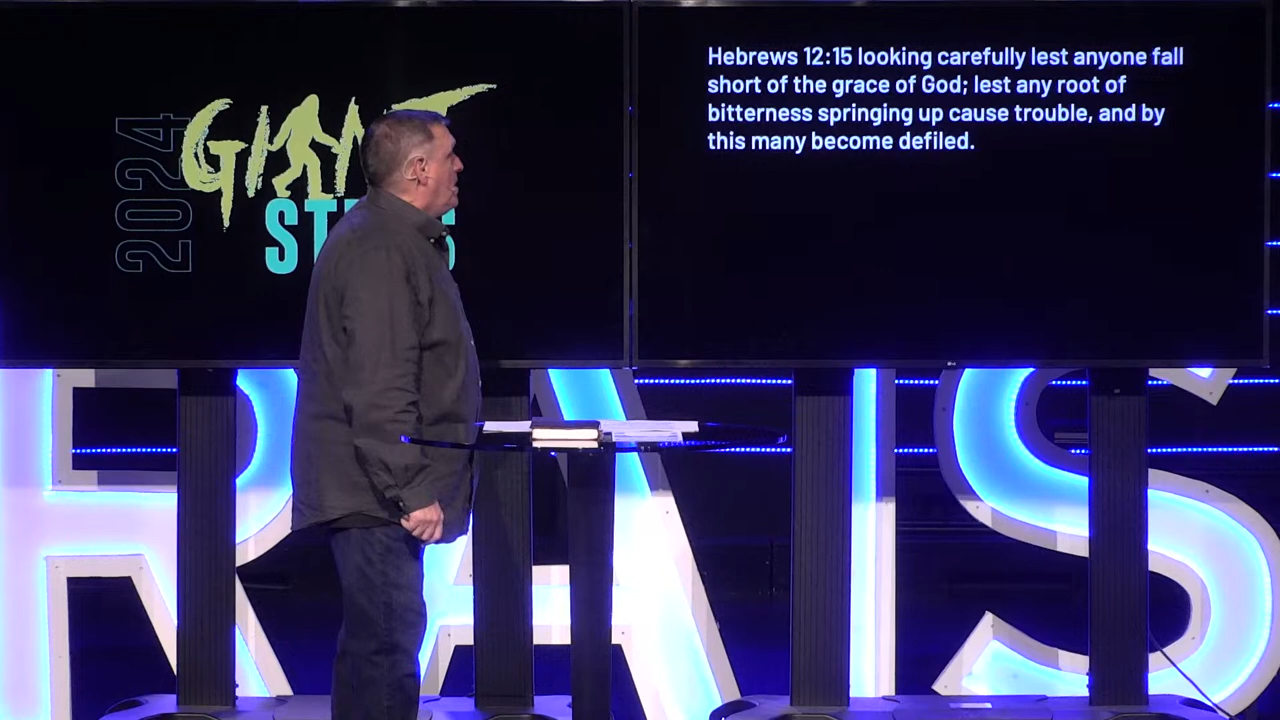 2024
GIANT
Hebrews 12:15 looking carefully lest anyone fall
short of the grace of God; lest any root of
bitterness springing up cause trouble, and by
this many become defiled.
RAIS